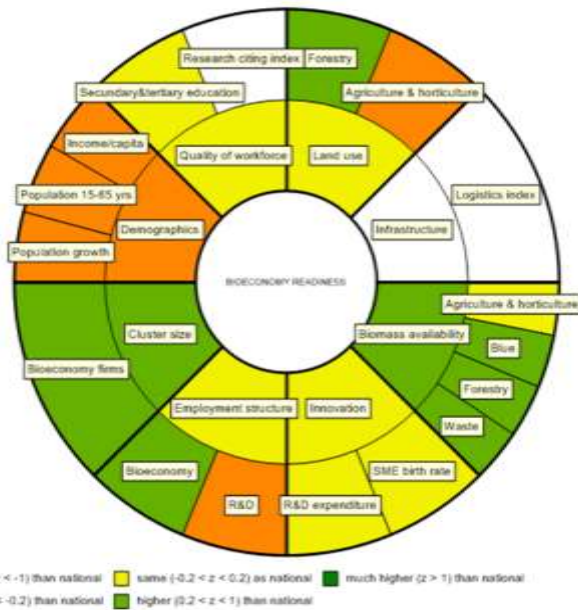 Research citing index
Forestry
Secundary&tertiary education
Agriculture & horticulture
Income/capita
Quality of workforce
Land use
Population 15-65 yrs
Logistics index
Demographics
Infrastructure
Population growth
BIOECONOMY READINESS
Agriculture & horticulture
Cluster size
Biomass availability
Blue
Bioeconomy firms
Forestry
Employment structure
Innovation
Waste
Bioeconomy
SME birth rate
R&D
R&D expenditure
< -1) than national
same (-0.2 < z < 0.2) as national
much higher (z > 1) than national
< -0.2) than national
higher (0.2 < z < 1) than national